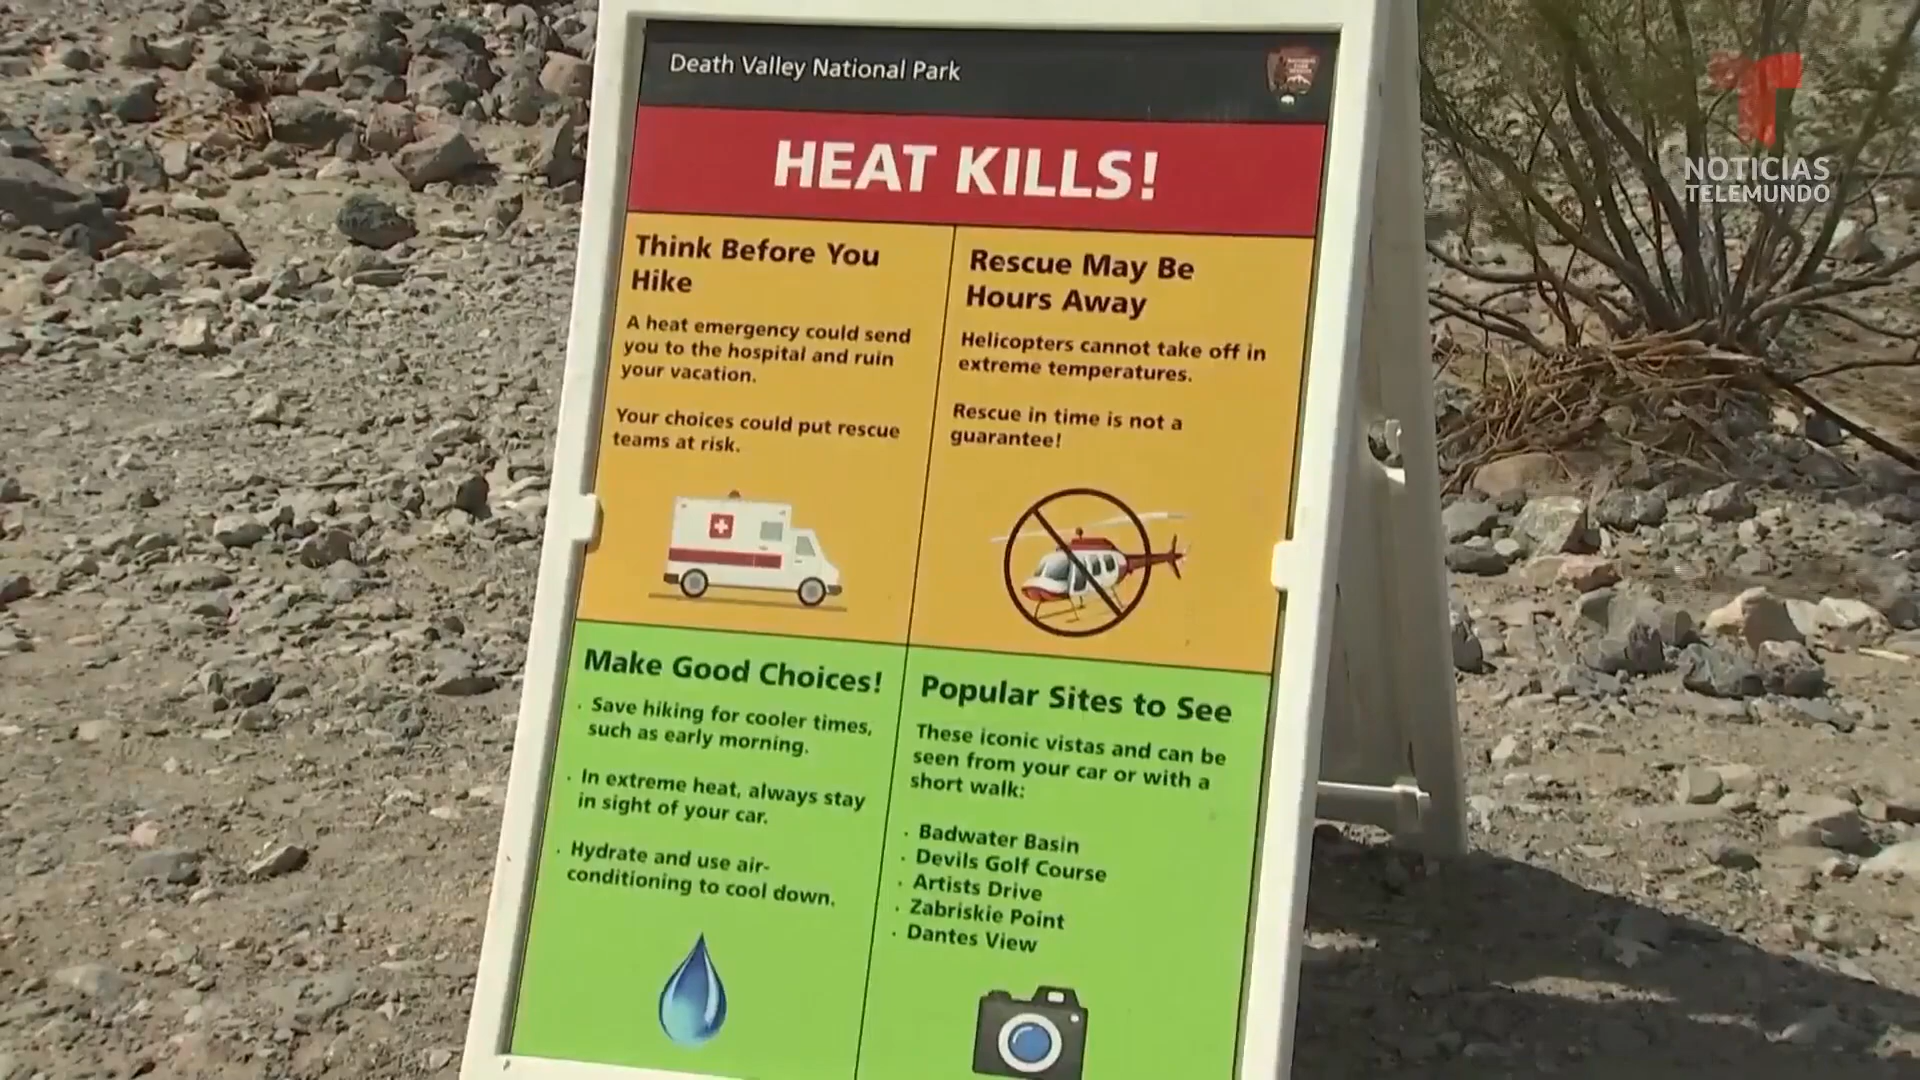 Death Valley National Park
HEAT KILLS!
Think Before You
Hike
A heat emergency could send
you to the hospital and ruin
your vacation.
Your choices could put rescue
teams at risk.
Rescue May Be
Hours Away
Helicopters cannot take off in
extreme temperatures.
Rescue in time is not a
guarantee!
Make Good Choices!
· Save hiking for cooler times,
such as early morning.
· In extreme heat, always stay
in sight of your car.
· Hydrate and use air-
conditioning to cool down.
Popular Sites to See
These iconic vistas and can be
seen from your car or with a
short walk:
· Badwater Basin
· Devils Golf Course
· Artists Drive
· Zabriskie Point
· Dantes View
NOTICIAS
TELEMUNDO